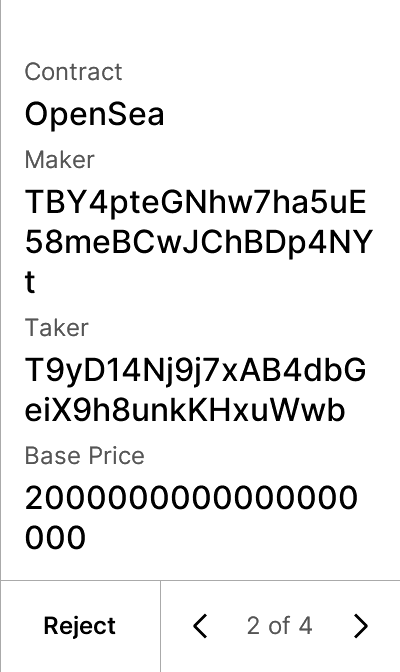 Contract
OpenSea
Maker
TBY4pteGNhw7ha5uE
58meBCwJChBDp4NY
t
Taker
T9yD14Nj9j7xAB4dbG
eiX9h8unkKHxuWwb
Base Price
2000000000000000
000
Reject
2 of 4